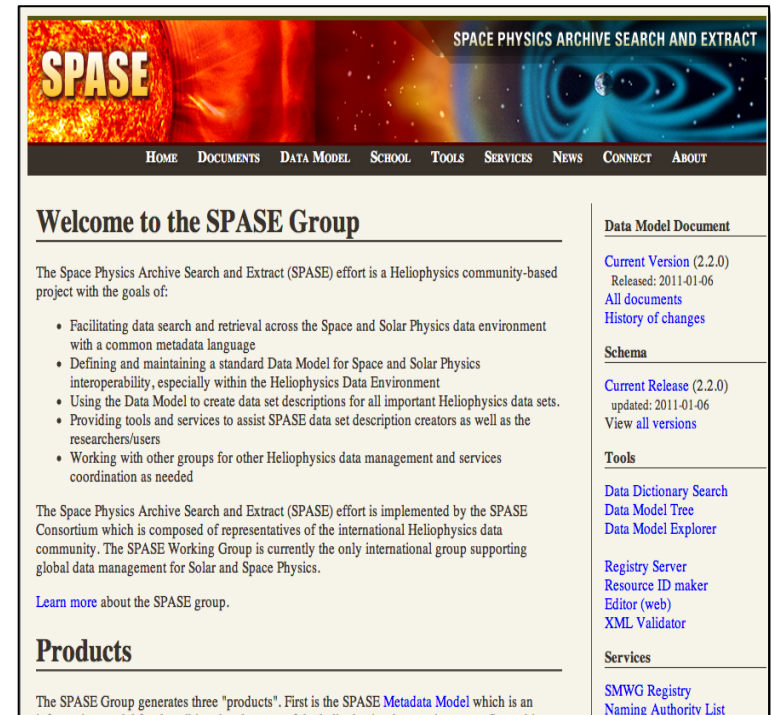 SPASE
SPACE PHYSICS ARCHIVE SEARCH AND EXTRACT
HOME DOCUMENTS DATA MODEL SCHOOL TOOLS SERVICES NEWS CONNECT ABOUT
Welcome to the SPASE Group
The Space Physics Archive Search and Extract (SPASE) effort is a Heliophysics community-based
project with the goals of:
• Facilitating data search and retrieval across the Space and Solar Physics data environment
with a common metadata language
• Defining and maintaining a standard Data Model for Space and Solar Physics
interoperability, especially within the Heliophysics Data Environment
• Using the Data Model to create data set descriptions for all important Heliophysics data sets.
• Providing tools and services to assist SPASE data set description creators as well as the
researchers/users
• Working with other groups for other Heliophysics data management and services
coordination as needed
The Space Physics Archive Search and Extract (SPASE) effort is implemented by the SPASE
Consortium which is composed of representatives of the international Heliophysics data
community. The SPASE Working Group is currently the only international group supporting
global data management for Solar and Space Physics.
Learn more about the SPASE group.
Products
The SPASE Group generates three "products". First is the SPASE Metadata Model which is an
Data Model Document
Current Version (2.2.0)
Released: 2011-01-06
All documents
History of changes
Schema
Current Release (2.2.0)
updated: 2011-01-06
View all versions
Tools
Data Dictionary Search
Data Model Tree
Data Model Explorer
Registry Server
Resource ID maker
Editor (web)
XML Validator
Services
SMWG Registry
Naming Authority List